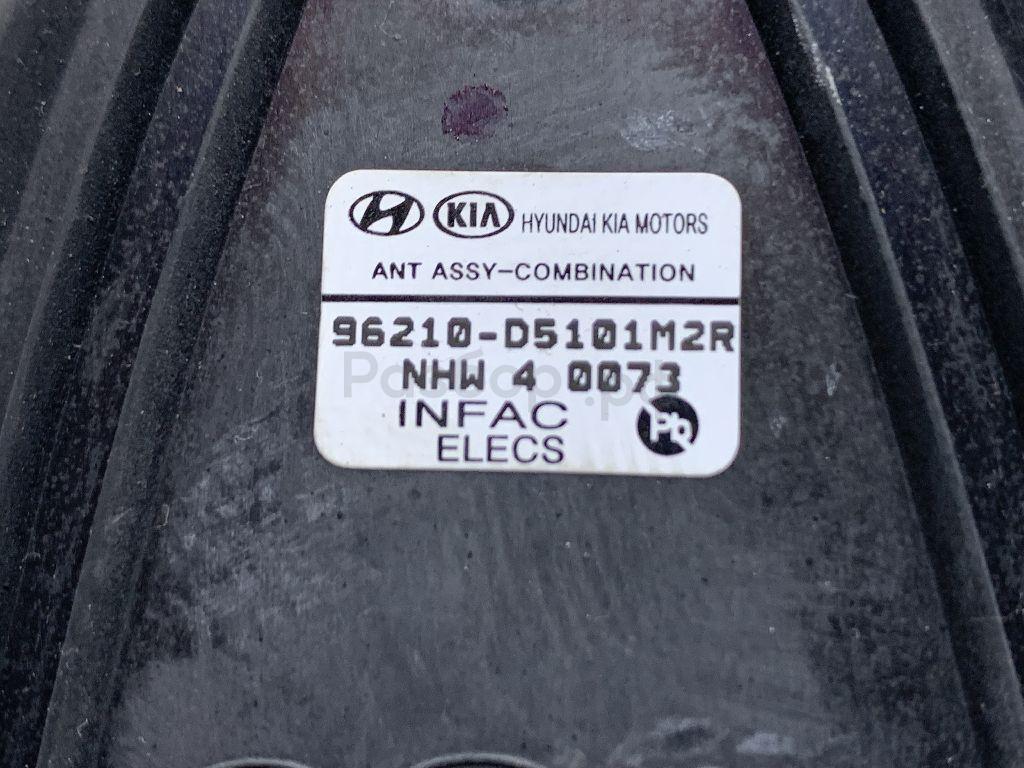 KIA HYUNDAI KIA MOTORS
ANT ASSY-COMBINATION
96210-D5101M2R
NHW 4 0073
INFAC
Pb
ELECS